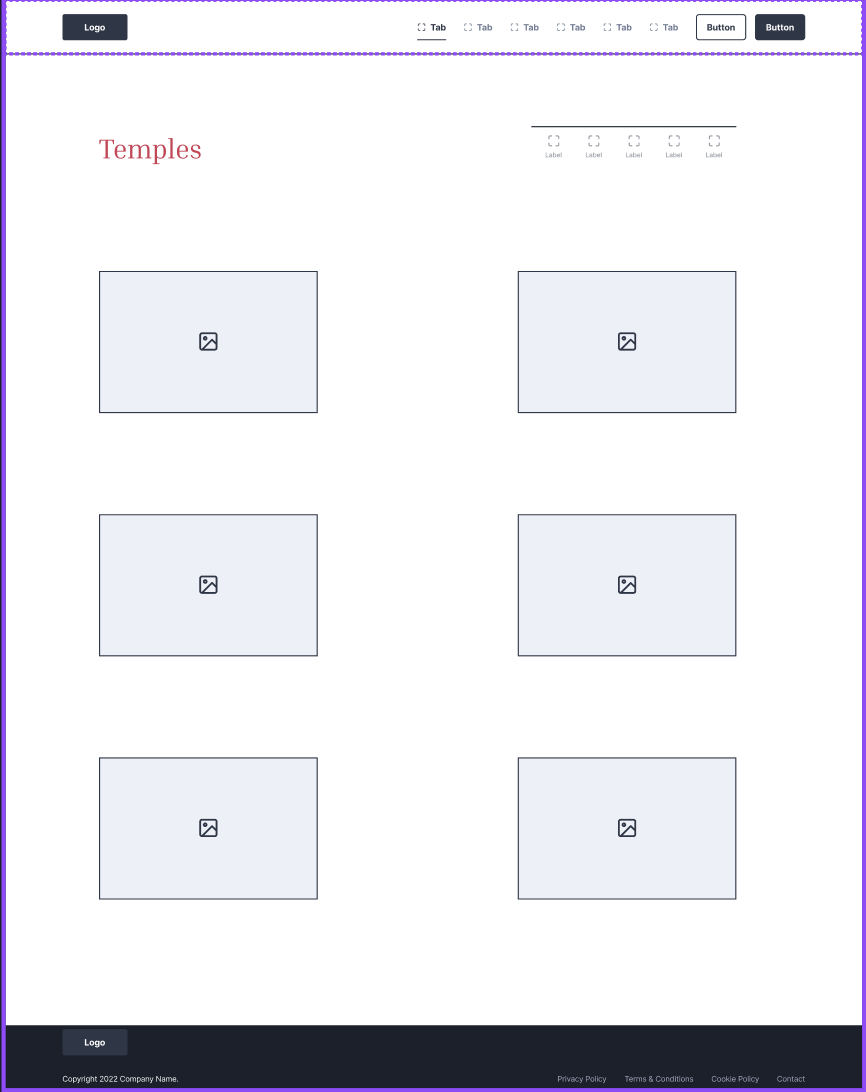 Logo Tab Tab Tab Tab Tab Tab Button Button
Temples
Label Label Label Label Label
Logo
Copyright 2022 Company Name. Privacy Policy Terms & Conditions Cookie Policy Contact